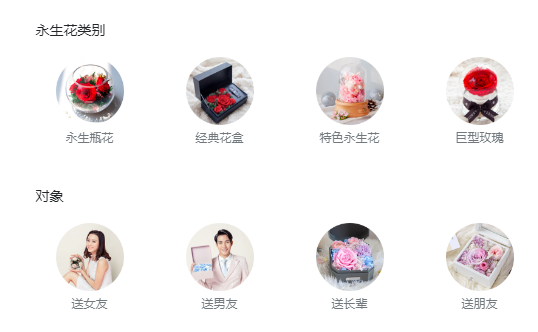 永生花类别
永生瓶花
经典花盒
特色永生花
巨型玫瑰
对象
送女友
送男友
送长辈
送朋友